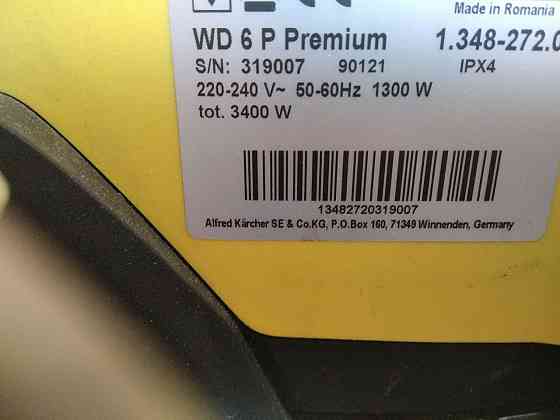 Made in Romania
WD 6 P Premium 1.348-272.0
S/N: 319007 90121 IPX4
220-240 V~ 50-60Hz 1300 W
tot. 3400 W
13482720319007
Alfred Kärcher SE & Co.KG, P.O.Box 160, 71349 Winnenden, Germany